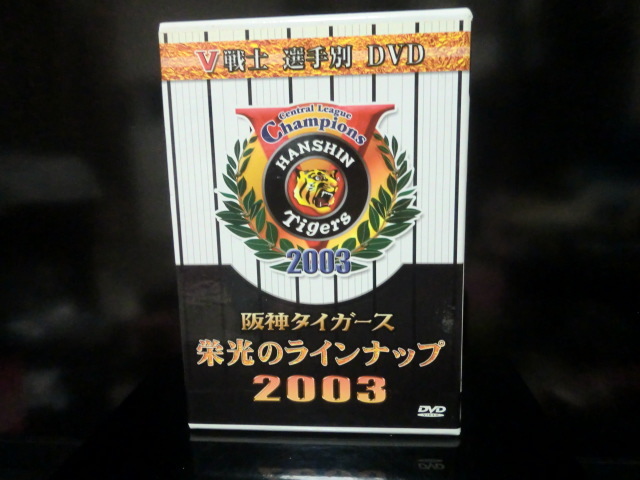 V戦士 選手別 DVD
Central League
Champions
HANSHIN
Tigers
2003
阪神タイガース
栄光のラインナップ
2003
DVD
VIDEO